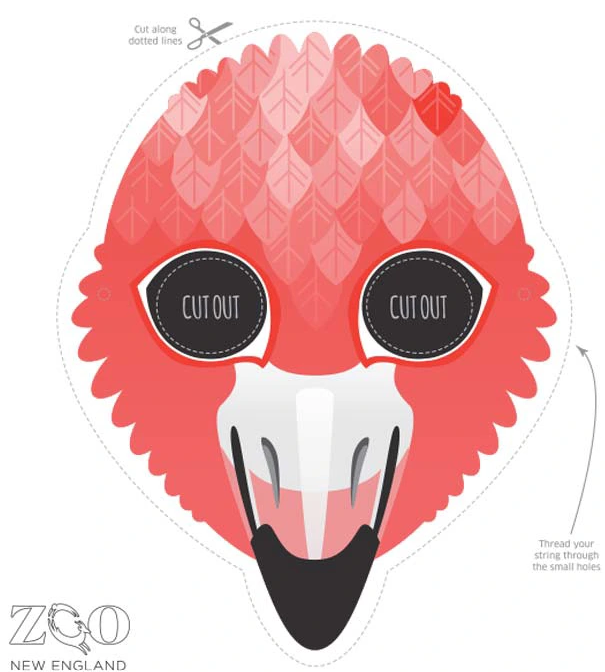 Cut along
dotted lines
CUT OUT
CUT OUT
Thread your
string through
the small holes
ZOO
NEW ENGLAND